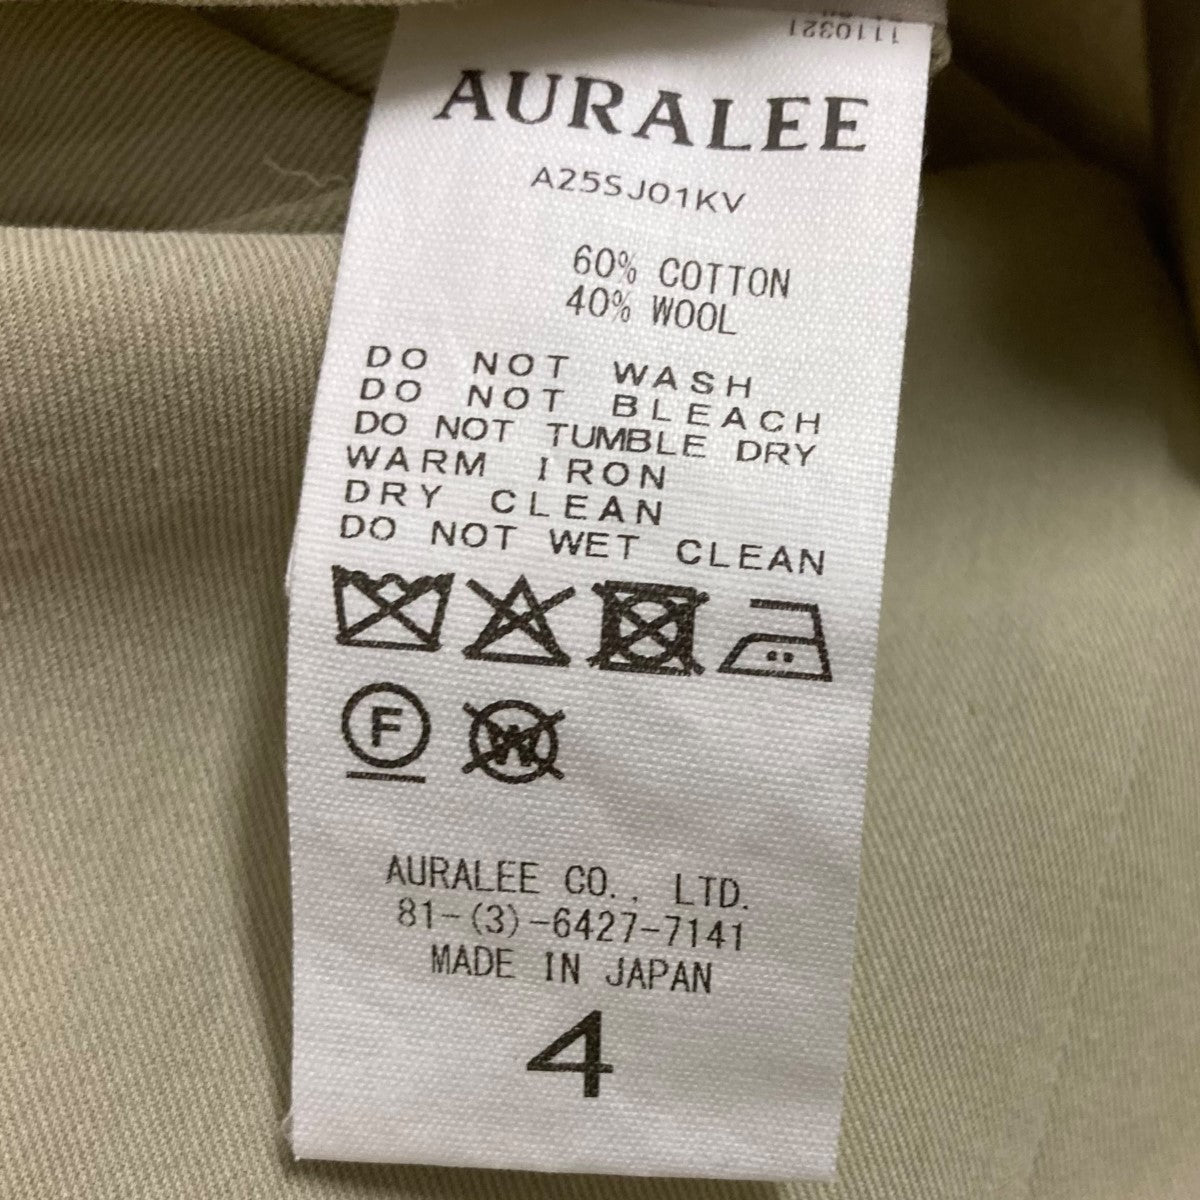 1110321
AURALEE
A25SJ01KV
60% COTTON
40% WOOL
DO NOT WASH
DO NOT BLEACH
DO NOT TUMBLE DRY
WARM IRON
DRY CLEAN
DO NOT WET CLEAN
F W
AURALEE CO., LTD.
81-(3)-6427-7141
MADE IN JAPAN
4